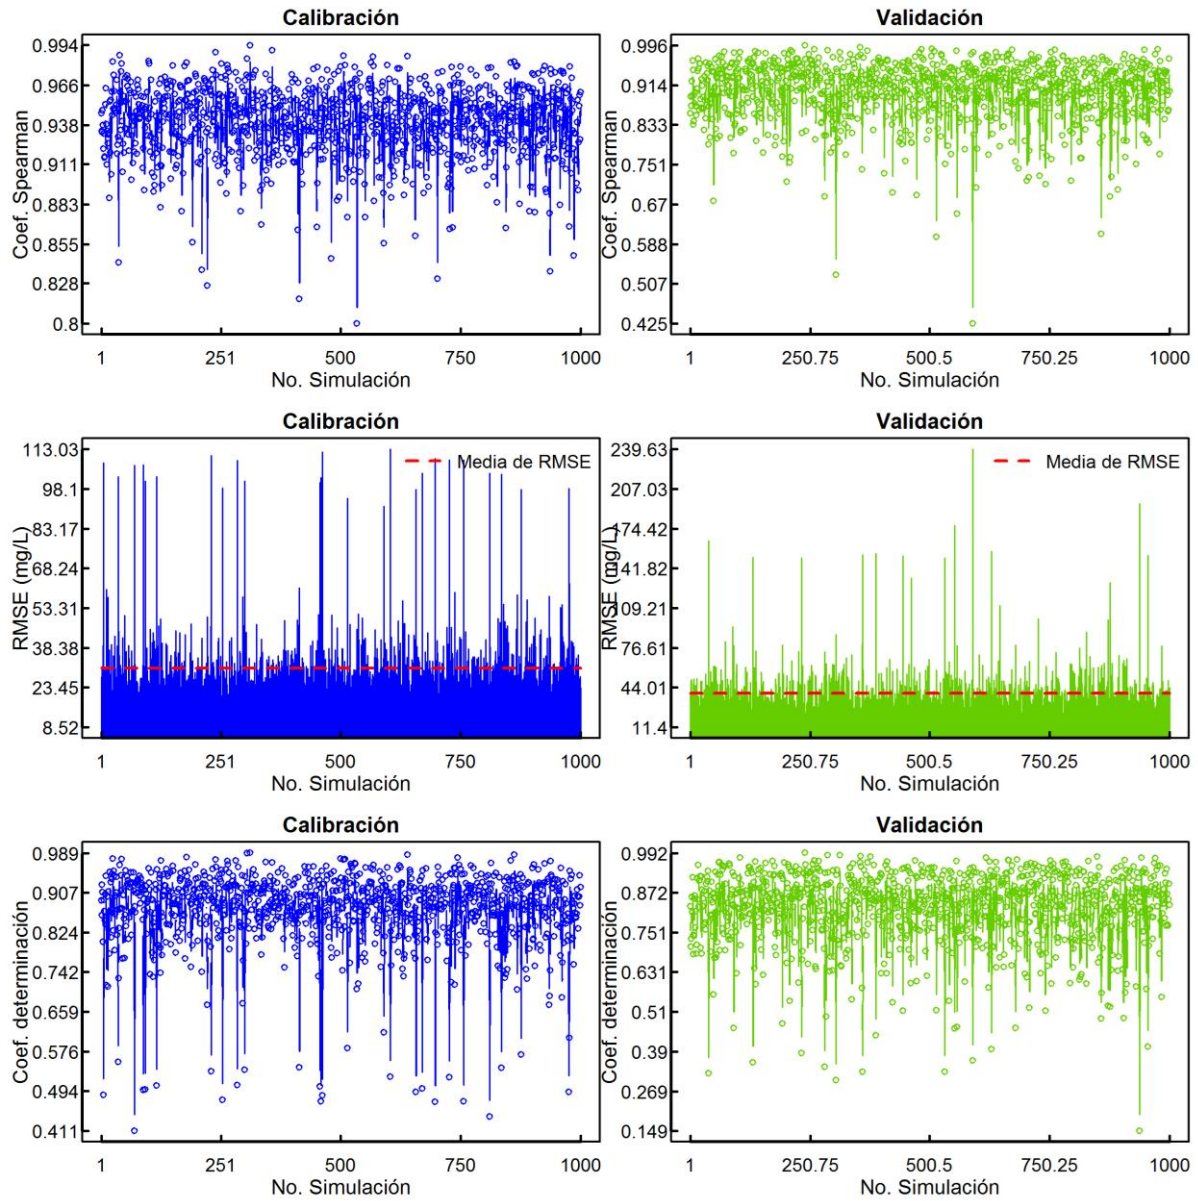 Calibración
Coef. Spearman
0.994
0.966
0.938
0.911
0.883
0.855
0.828
0.8
1 251 500 750 1000
No. Simulación
Validación
Coef. Spearman
0.996
0.914
0.833
0.751
0.67
0.588
0.507
0.425
1 250.75 500.5 750.25 1000
No. Simulación
Calibración
RMSE (mg/L)
113.03
98.1
83.17
68.24
53.31
38.38
23.45
8.52
Media de RMSE
1 251 500 750 1000
No. Simulación
Validación
RMSE (mg/L)
239.63
207.03
174.42
141.82
109.21
76.61
44.01
11.4
Media de RMSE
1 250.75 500.5 750.25 1000
No. Simulación
Calibración
Coef. determinación
0.989
0.907
0.824
0.742
0.659
0.576
0.494
0.411
1 251 500 750 1000
No. Simulación
Validación
Coef. determinación
0.992
0.872
0.751
0.631
0.51
0.39
0.269
0.149
1 250.75 500.5 750.25 1000
No. Simulación